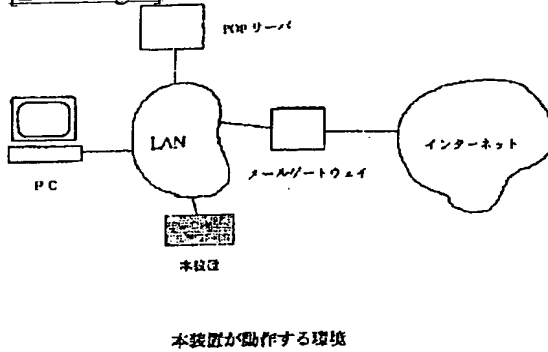 POPサーバ
LAN
インターネット
メールゲートウェイ
PC
本装置
本装置が動作する環境